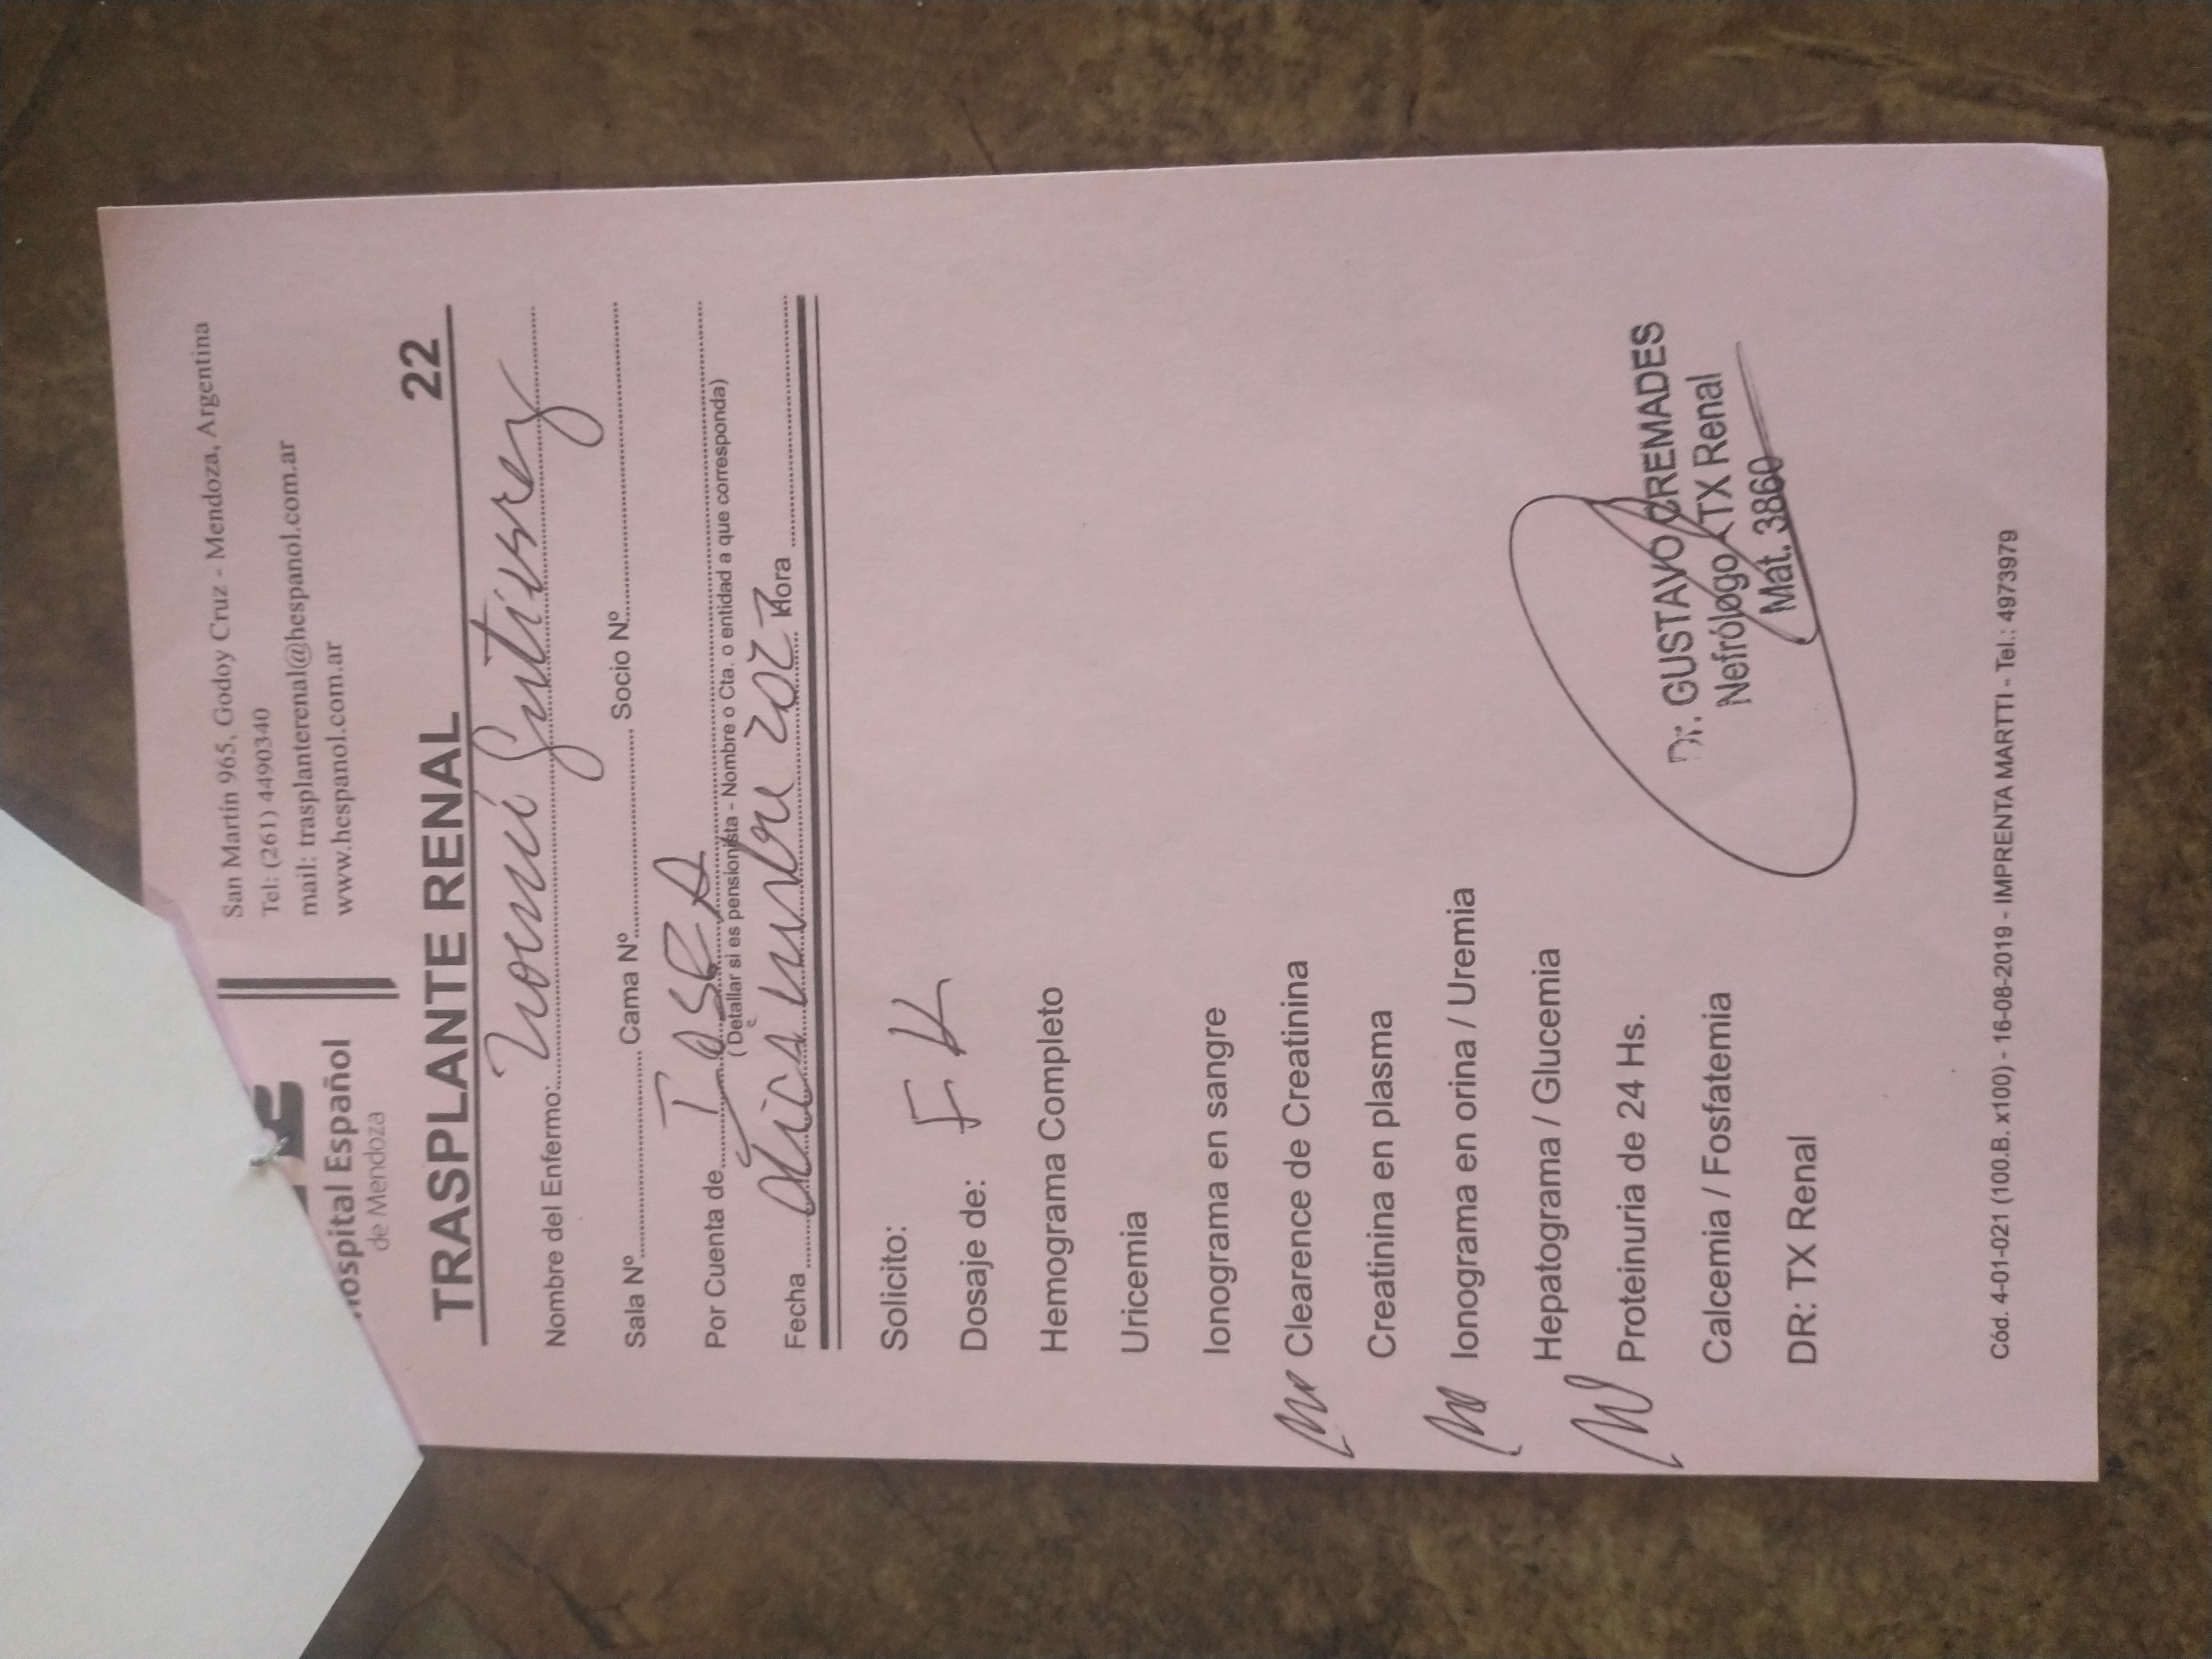 San Martín 965, Godoy Cruz - Mendoza, Argentina
Tel: (261) 4490340
mail: trasplanterenal@hespanol.com.ar
www.hespanol.com.ar
Hospital Español
de Mendoza
TRASPLANTE RENAL 22
Nombre del Enfermo: Noemí Gutierrez
Sala Nº Cama Nº Socio Nº
Por Cuenta de IOSEA
( Detallar si es pensionista - Nombre o Cta. o entidad a que corresponda)
Fecha diciembre 2022 Hora
Solicito:
Dosaje de: FK
Hemograma Completo
Uricemia
Ionograma en sangre
no Clearence de Creatinina
Creatinina en plasma
no Ionograma en orina / Uremia
Hepatograma / Glucemia
no Proteinuria de 24 Hs.
Calcemia / Fosfatemia
DR: TX Renal
Dr. GUSTAVO CREMADES
Nefrólogo - TX Renal
Mat. 3860
Cód. 4-01-021 (100.B. x100) - 16-08-2019 - IMPRENTA MARTTI - Tel.: 4973979